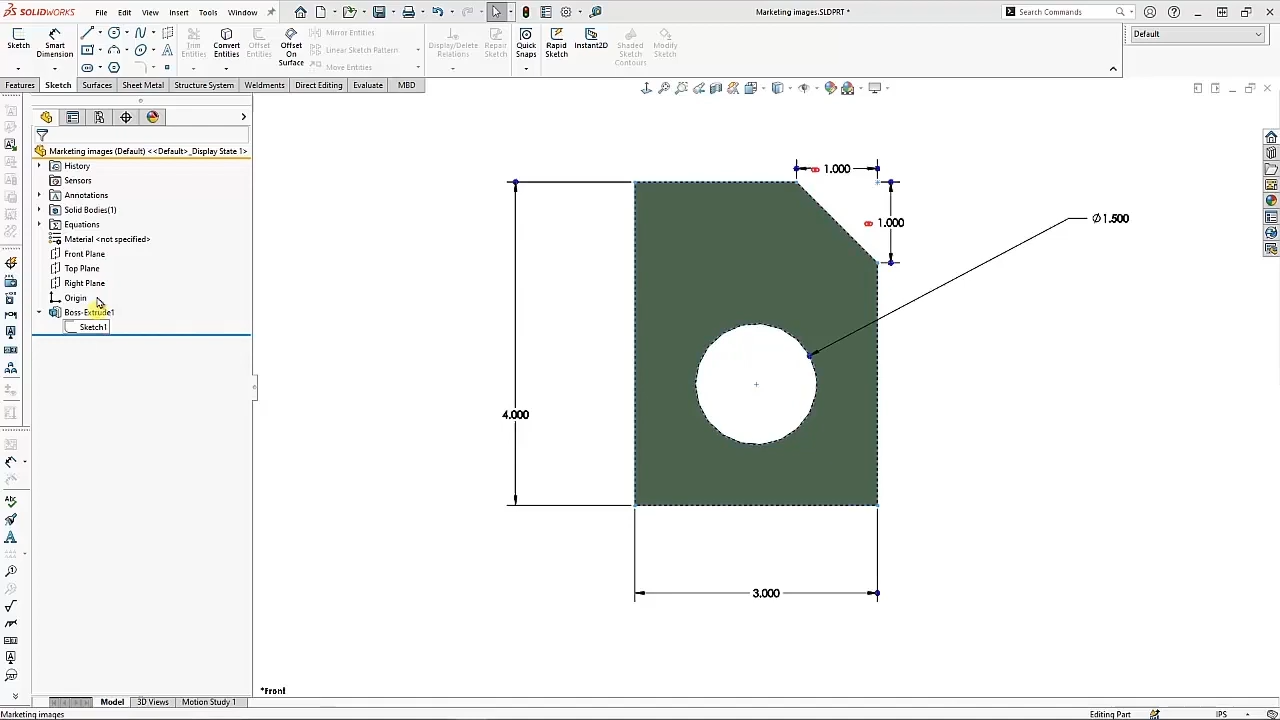 SOLIDWORKS File Edit View Insert Tools Window Marketing images.SLDPRT * Search Commands
Sketch Smart Dimension Trim Entities Convert Entities Offset Entities Offset On Surface Mirror Entities Linear Sketch Pattern Move Entities Display/Delete Relations Repair Sketch Quick Snaps Rapid Sketch Instant2D Shaded Sketch Contours Modify Sketch Default
Features Sketch Surfaces Sheet Metal Structure System Weldments Direct Editing Evaluate MBD
Marketing images (Default) <<Default>_Display State 1>
History
Sensors
Annotations
Solid Bodies(1)
Equations
Material <not specified>
Front Plane
Top Plane
Right Plane
Origin
Boss-Extrude1
Sketch1
1.000
1.000
Ø1.500
4.000
3.000
*Front
Model 3D Views Motion Study 1
Marketing images Editing Part IPS